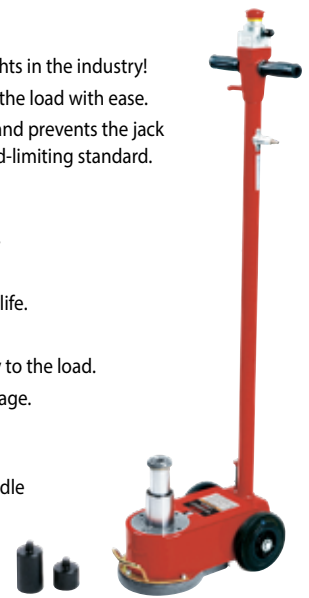 hts in the industry!
the load with ease.
and prevents the jack
d-limiting standard.
life.
to the load.
age.
dle